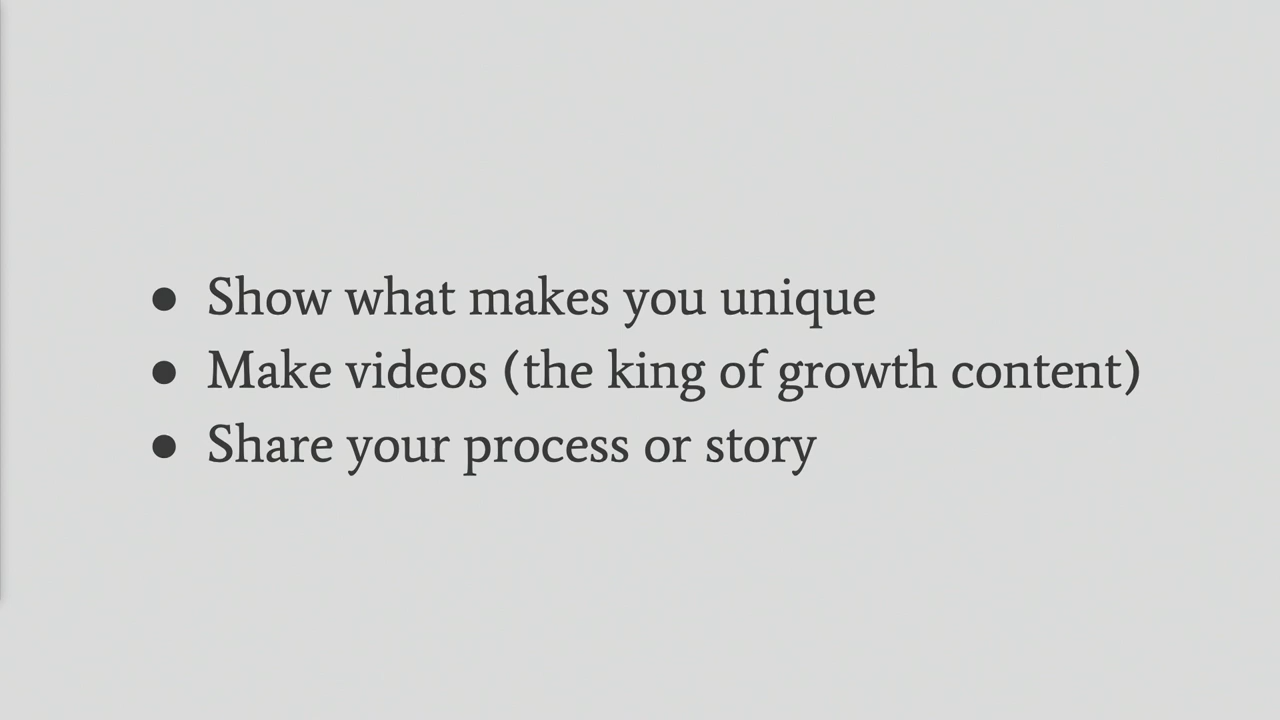 ● Show what makes you unique
● Make videos (the king of growth content)
● Share your process or story